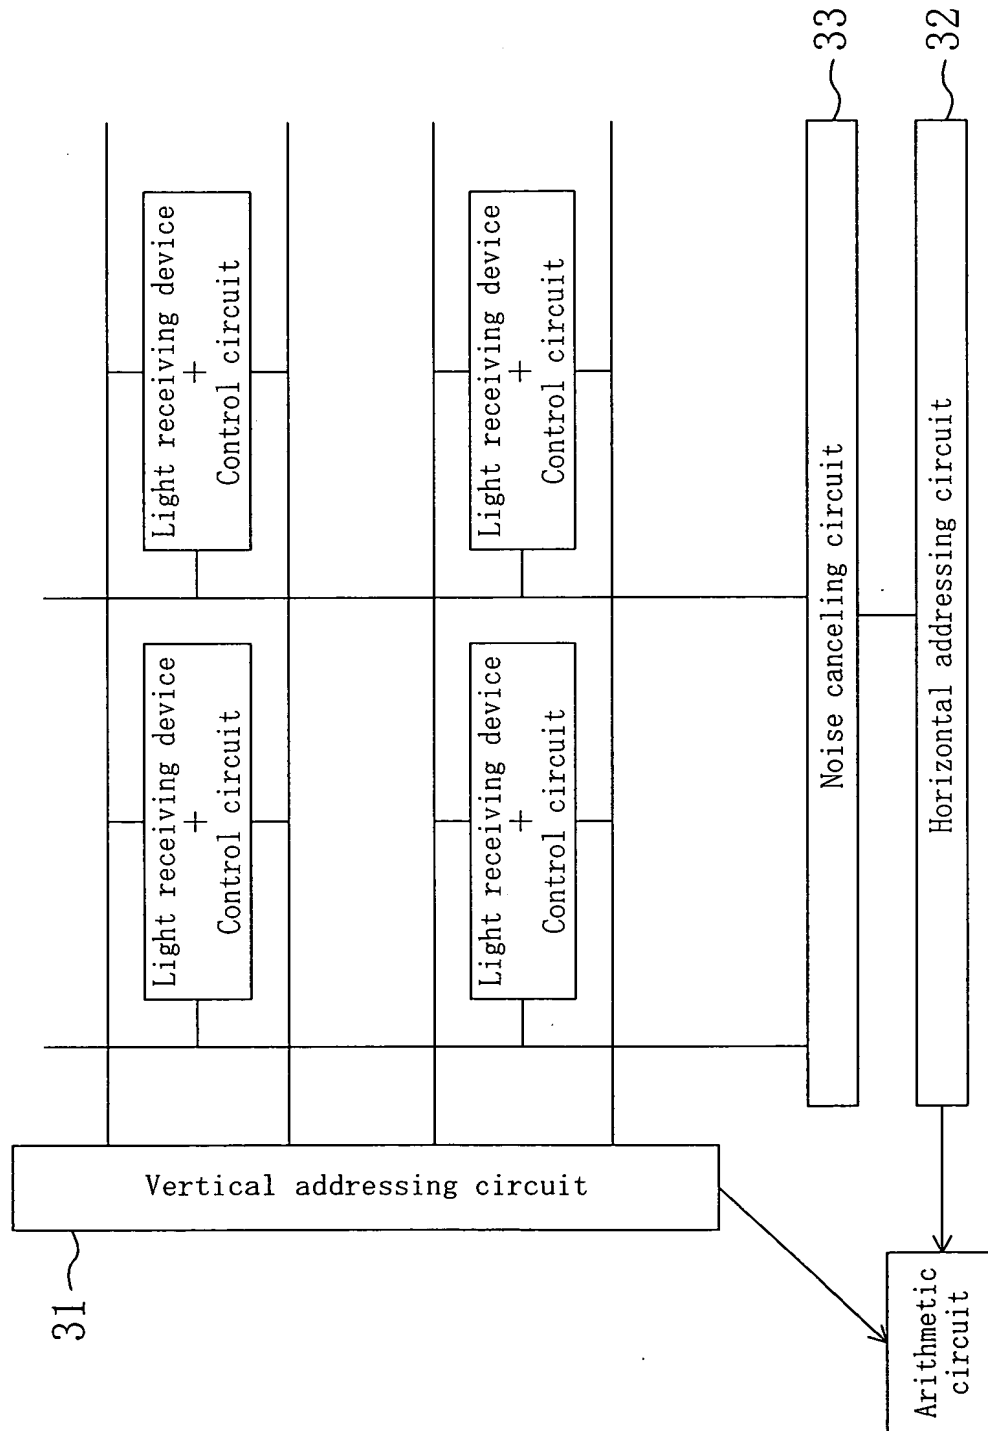 31
Vertical addressing circuit
Light receiving device
+
Control circuit
Light receiving device
+
Control circuit
Light receiving device
+
Control circuit
Light receiving device
+
Control circuit
Noise canceling circuit
33
Horizontal addressing circuit
32
Arithmetic
circuit